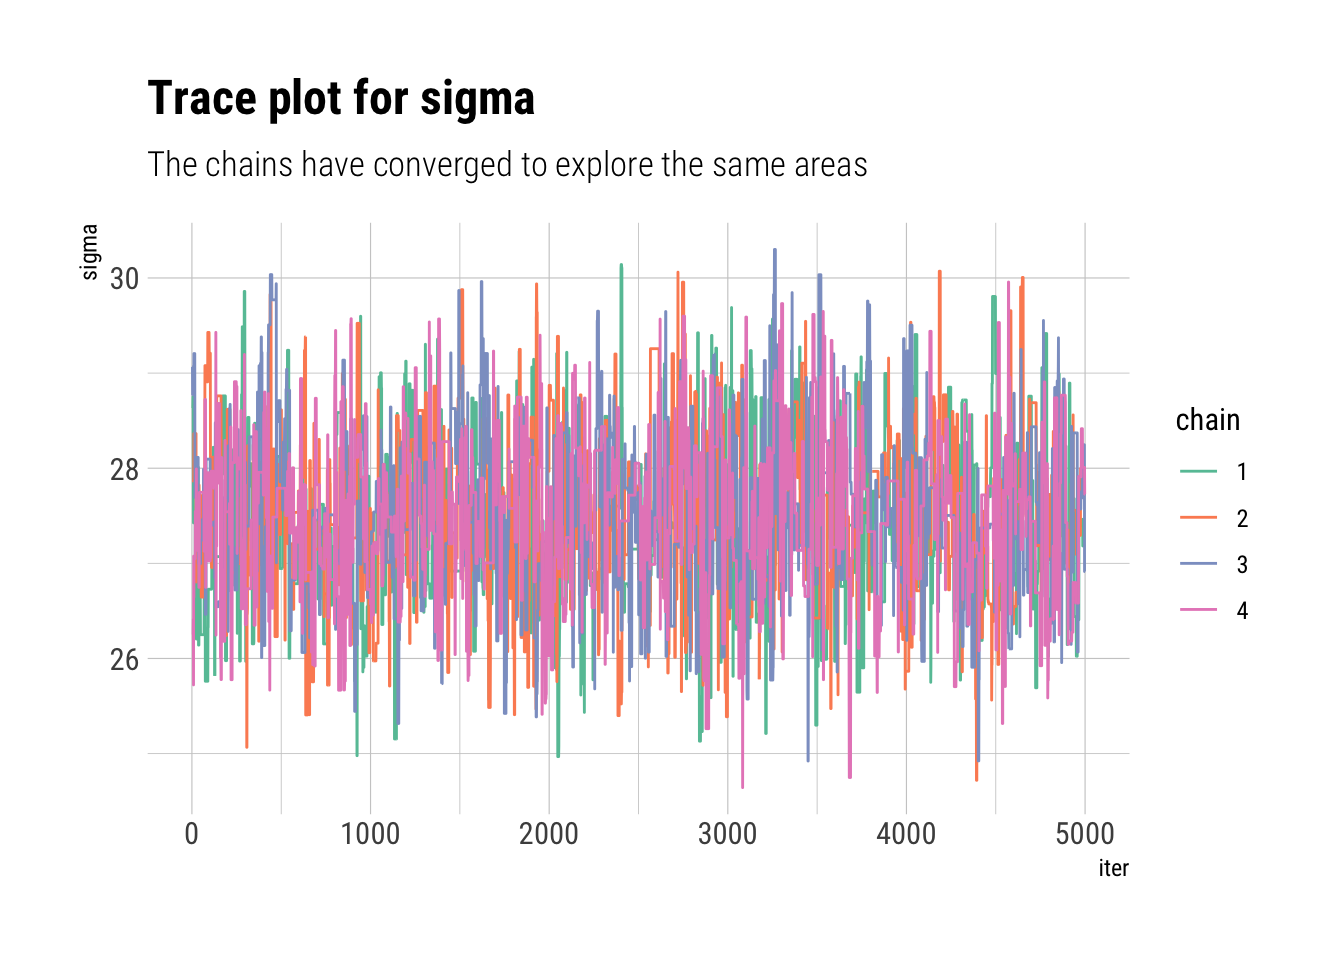 Trace plot for sigma
The chains have converged to explore the same areas
sigma
30
28
26
0 1000 2000 3000 4000 5000
iter
chain
1
2
3
4